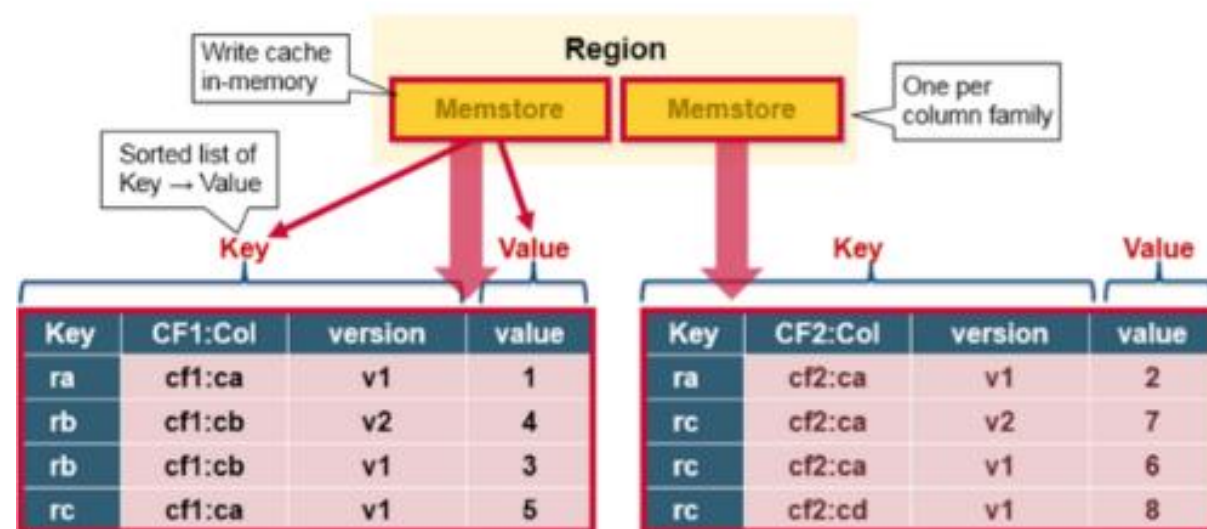 Region
Write cache
in-memory
Memstore
Memstore
One per
column family
Sorted list of
Key → Value
Key
Value
Key
Value
Key CF1:Col version value
ra cf1:ca v1 1
rb cf1:cb v2 4
rb cf1:cb v1 3
rc cf1:ca v1 5
Key CF2:Col version value
ra cf2:ca v1 2
rc cf2:ca v2 7
rc cf2:ca v1 6
rc cf2:cd v1 8